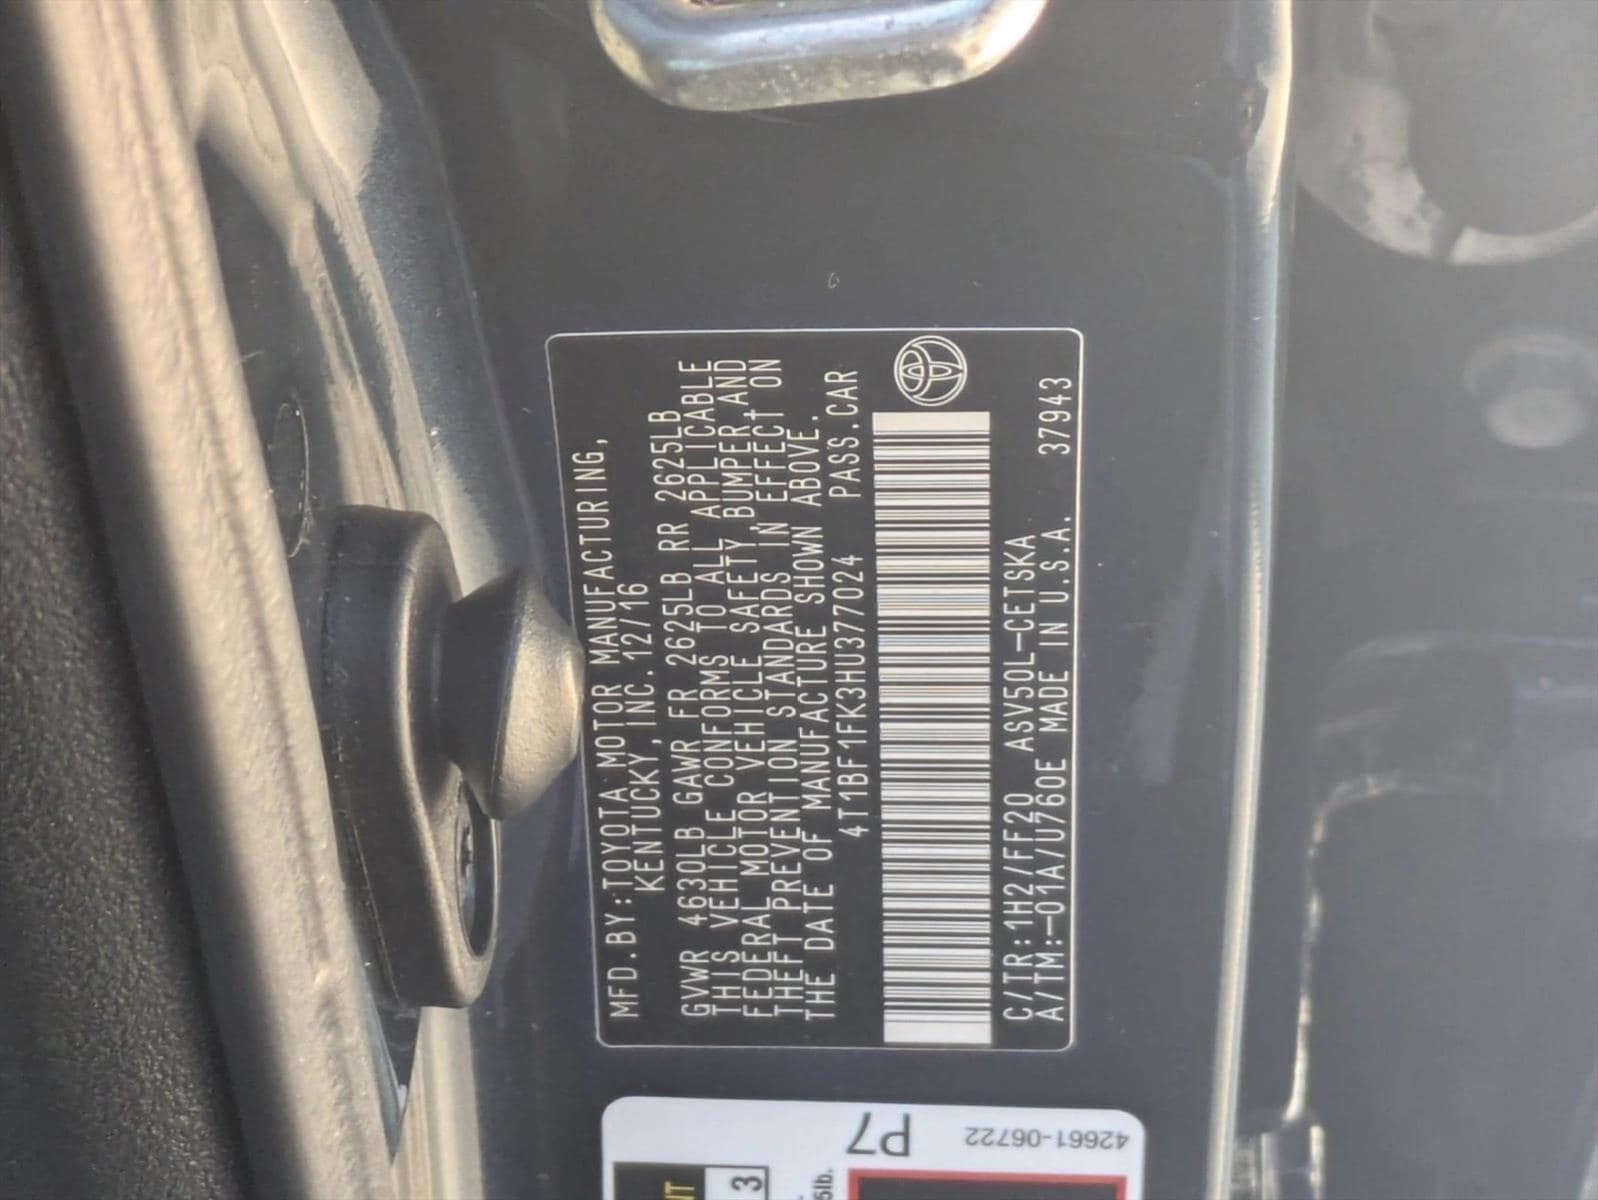 MFD.BY:TOYOTA MOTOR MANUFACTURING,
KENTUCKY, INC. 12/16
GVWR 4630LB GAWR FR 2625LB RR 2625LB
THIS VEHICLE CONFORMS TO ALL APPLICABLE
FEDERAL MOTOR VEHICLE SAFETY,BUMPER,AND
THEFT PREVENTION STANDARDS IN EFFECT ON
THE DATE OF MANUFACTURE SHOWN ABOVE.
4T1BF1FK3HU377024 PASS.CAR
C/TR:1H2/FF20 ASV50L-CETSKA
A/TM:-01A/U760E MADE IN U.S.A. 37943
42661-06722
P7
3